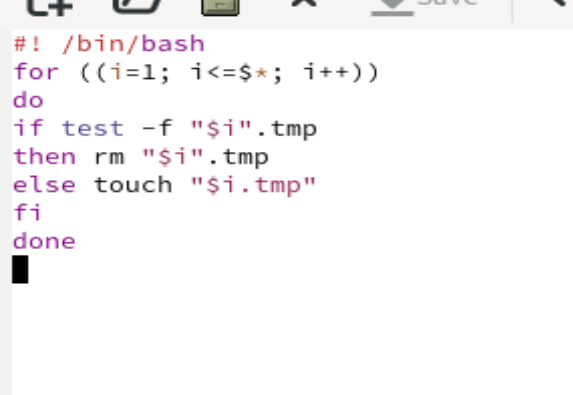 Save
#! /bin/bash
for ((i=1; i<=$*; i++))
do
if test -f "$i".tmp
then rm "$i".tmp
else touch "$i.tmp"
fi
done